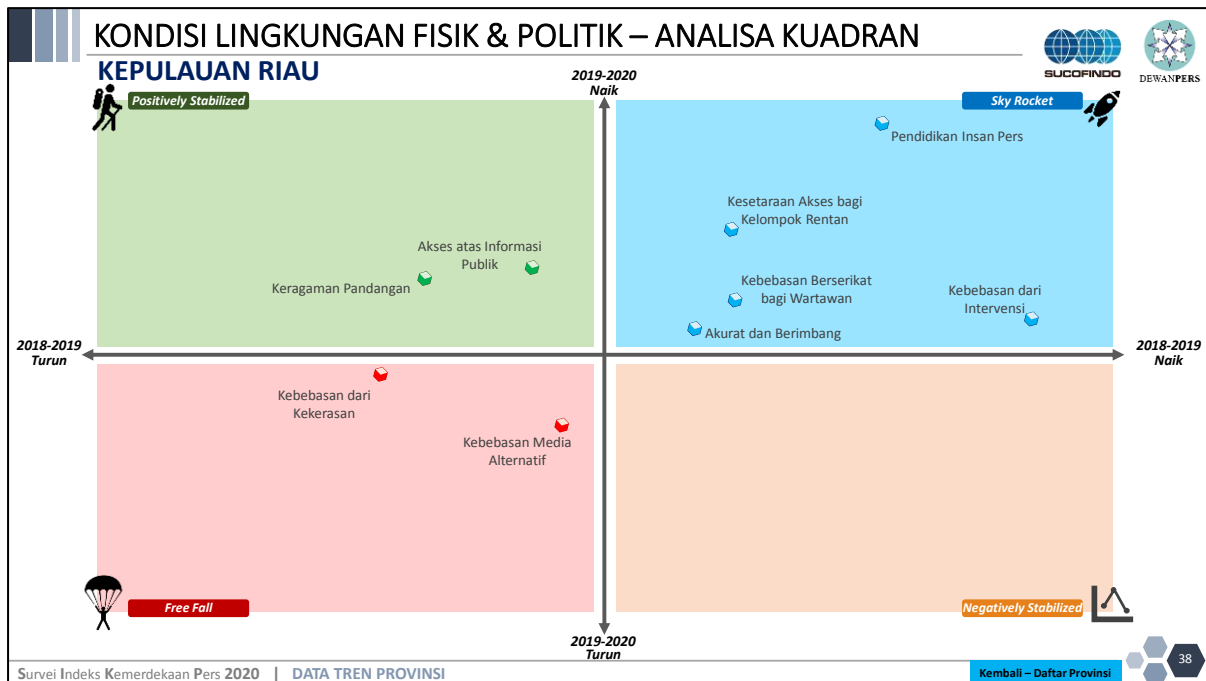 KONDISI LINGKUNGAN FISIK & POLITIK – ANALISA KUADRAN
KEPULAUAN RIAU
SUCOFINDO
DEWANPERS
2019-2020
Naik
Positively Stabilized
Sky Rocket
Pendidikan Insan Pers
Kesetaraan Akses bagi
Kelompok Rentan
Akses atas Informasi
Publik
Keragaman Pandangan
Kebebasan Berserikat
bagi Wartawan
Kebebasan dari
Intervensi
Akurat dan Berimbang
2018-2019
Turun
2018-2019
Naik
Kebebasan dari
Kekerasan
Kebebasan Media
Alternatif
Free Fall
Negatively Stabilized
2019-2020
Turun
Survei Indeks Kemerdekaan Pers 2020 | DATA TREN PROVINSI
Kembali – Daftar Provinsi
38